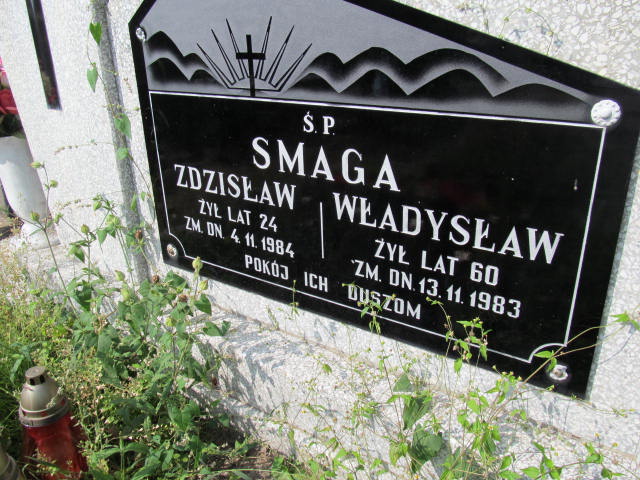 Ś.P.
SMAGA
ZDZISŁAW
ŻYŁ LAT 24
ZM. DN. 4.11.1984
WŁADYSŁAW
ŻYŁ LAT 60
ZM. DN. 13.11.1983
POKÓJ ICH DUSZOM